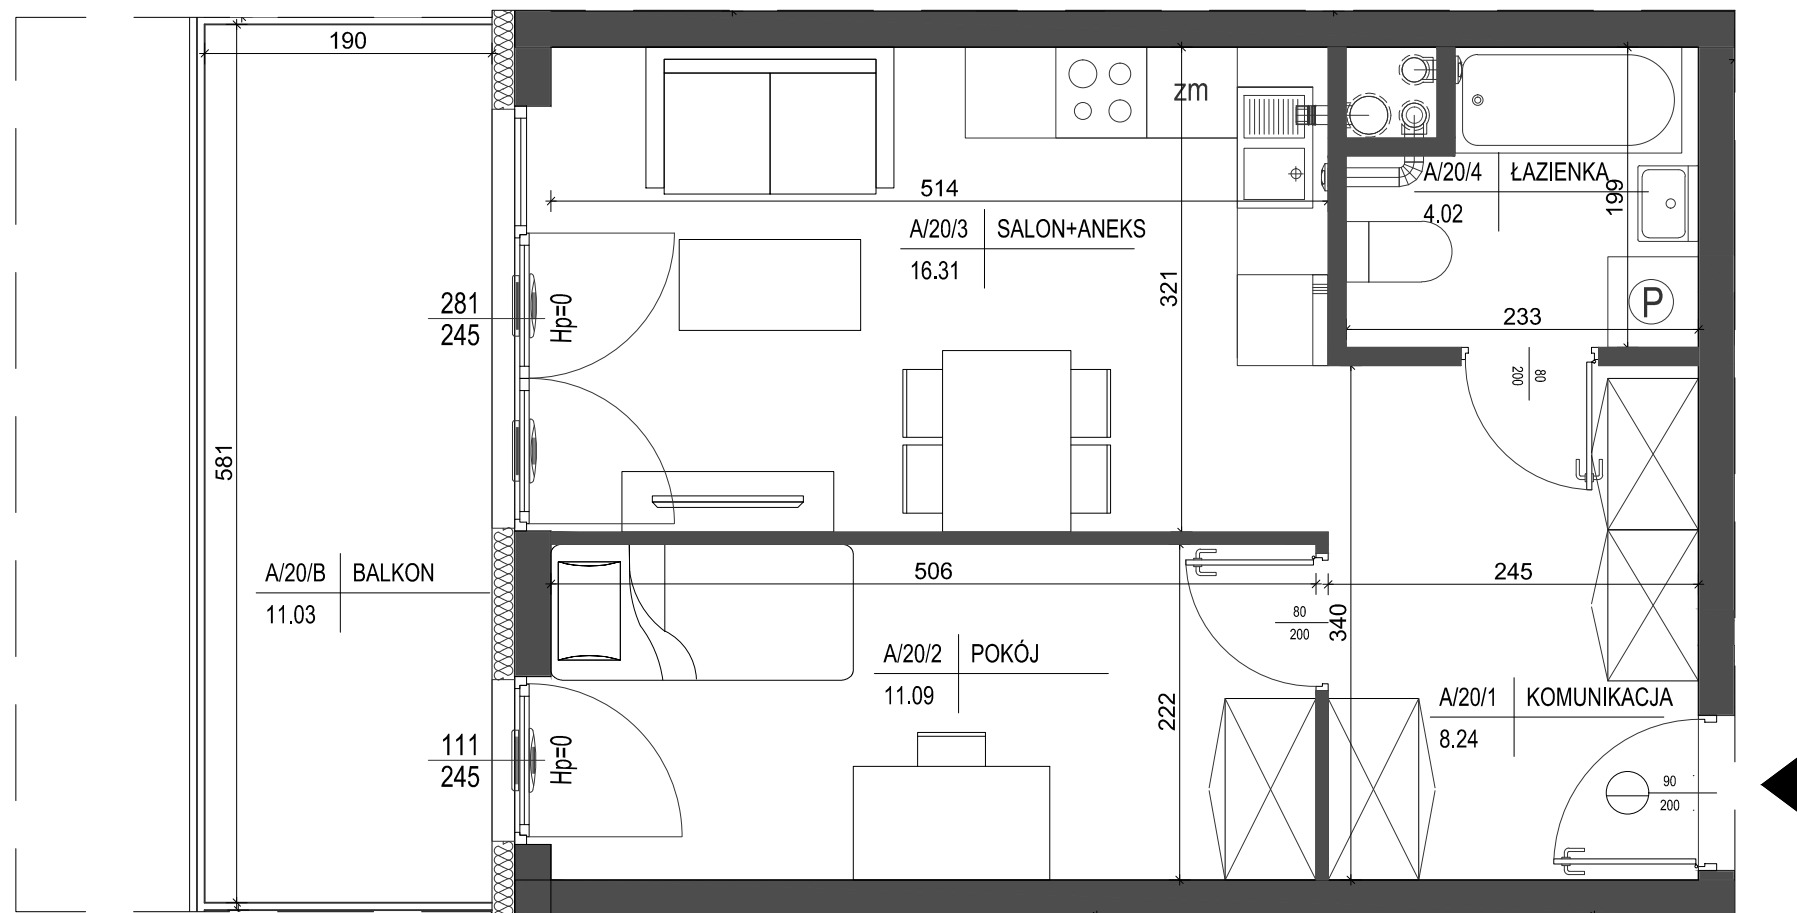 190
zm
514
A/20/3 SALON+ANEKS
16.31
A/20/4 ŁAZIENKA
4.02
199
321
281
245
Hp=0
233
P
80
200
581
A/20/B BALKON
11.03
506
245
80
200
340
A/20/2 POKÓJ
11.09
222
A/20/1 KOMUNIKACJA
8.24
111
245
Hp=0
90
200